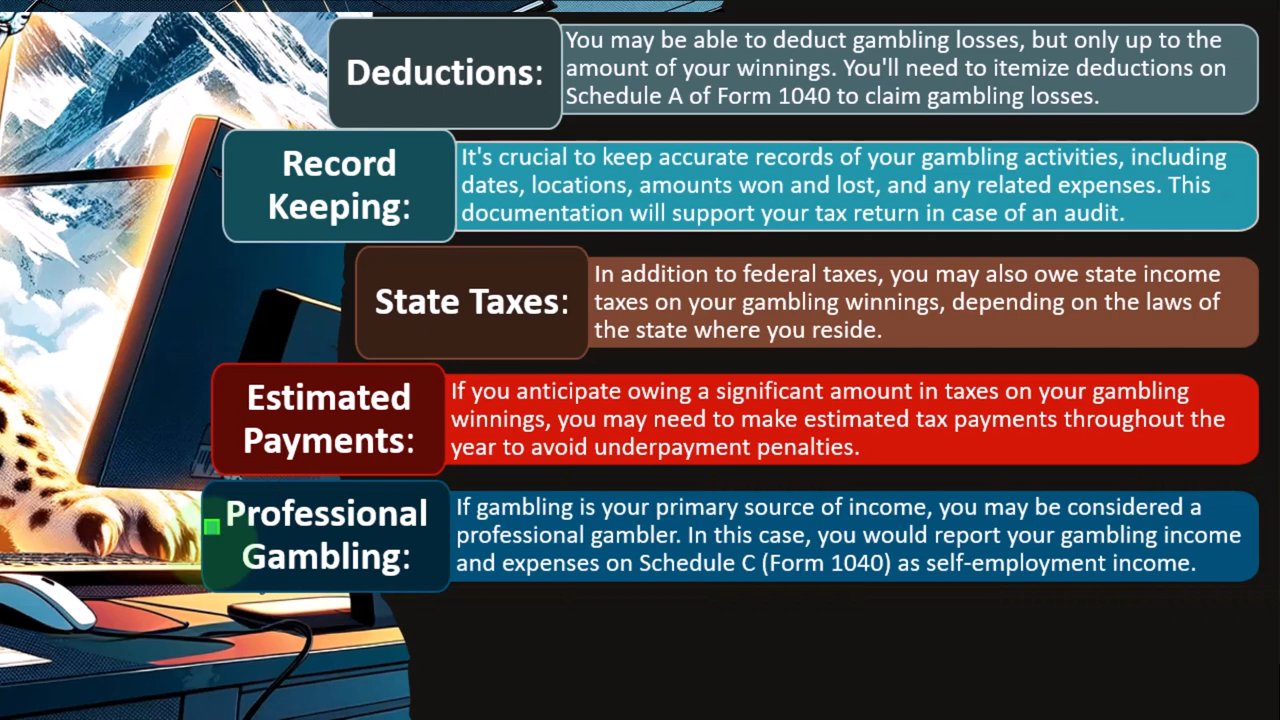 Deductions:
You may be able to deduct gambling losses, but only up to the
amount of your winnings. You'll need to itemize deductions on
Schedule A of Form 1040 to claim gambling losses.
Record
Keeping:
It's crucial to keep accurate records of your gambling activities, including
dates, locations, amounts won and lost, and any related expenses. This
documentation will support your tax return in case of an audit.
State Taxes:
In addition to federal taxes, you may also owe state income
taxes on your gambling winnings, depending on the laws of
the state where you reside.
Estimated
Payments:
If you anticipate owing a significant amount in taxes on your gambling
winnings, you may need to make estimated tax payments throughout the
year to avoid underpayment penalties.
Professional
Gambling:
If gambling is your primary source of income, you may be considered a
professional gambler. In this case, you would report your gambling income
and expenses on Schedule C (Form 1040) as self-employment income.